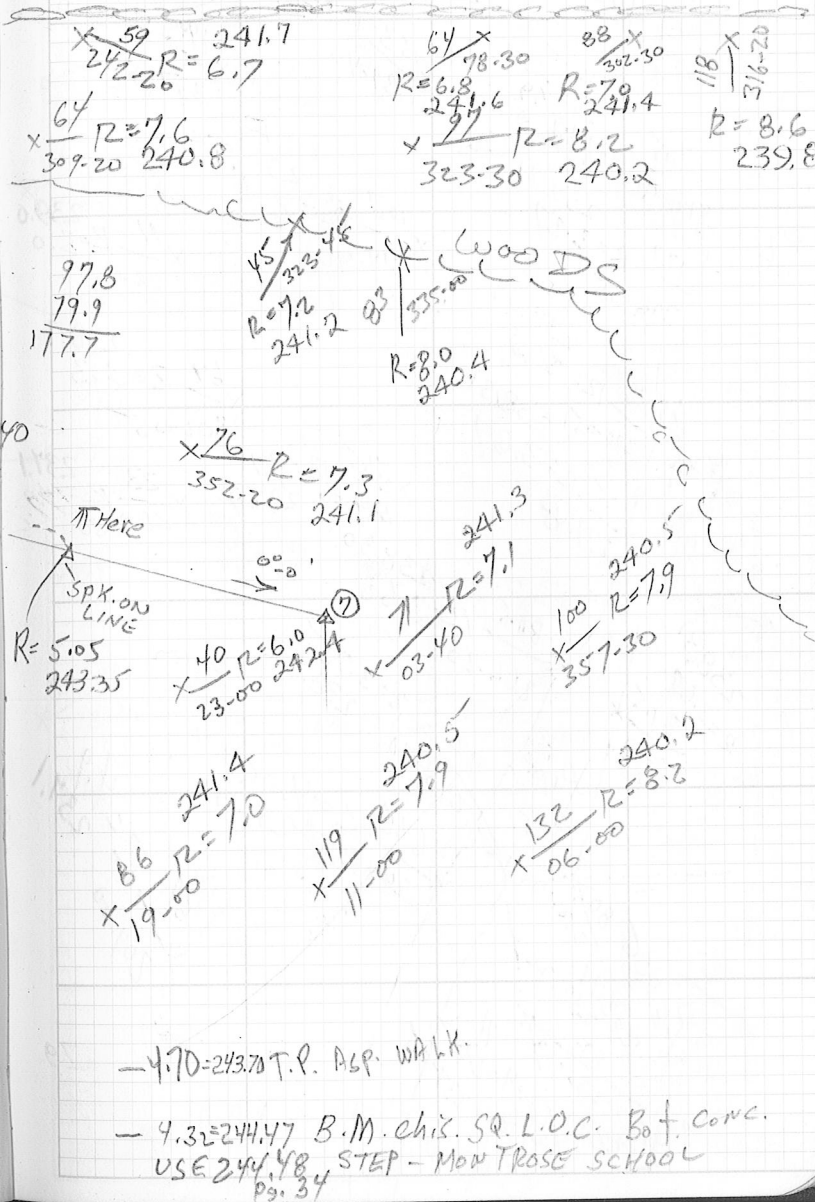 59 241.7
242-20 R= 6.7
64
78-30
R=6.8
241.6
88
302-30
R=7.0
241.4
118
316-20
R=8.6
239.8
64 R=7.6
309-20 240.8
97 R=8.2
323-30 240.2
45
R=7.2
241.2
83 335-00
R=8.0
240.4
WOODS
97.8
79.9
177.7
40
76 R=7.3
352-20 241.1
π Here
SPK. ON
LINE
R=5.05
243.35
7
40 R=6.0
23-00 242.4
241.3
71 R=7.1
03-40
240.5
100 R=7.9
357-30
241.4
86 R=7.0
19-00
240.5
119 R=7.9
11-00
240.2
132 R=8.2
06-00
— 4.70=243.70 T.P. ASP. WALK.
— 4.32=244.47 B.M. chis. SQ. L.O.C. Bot. CONC.
USE 244.48 STEP - MONTROSE SCHOOL
Pg. 34